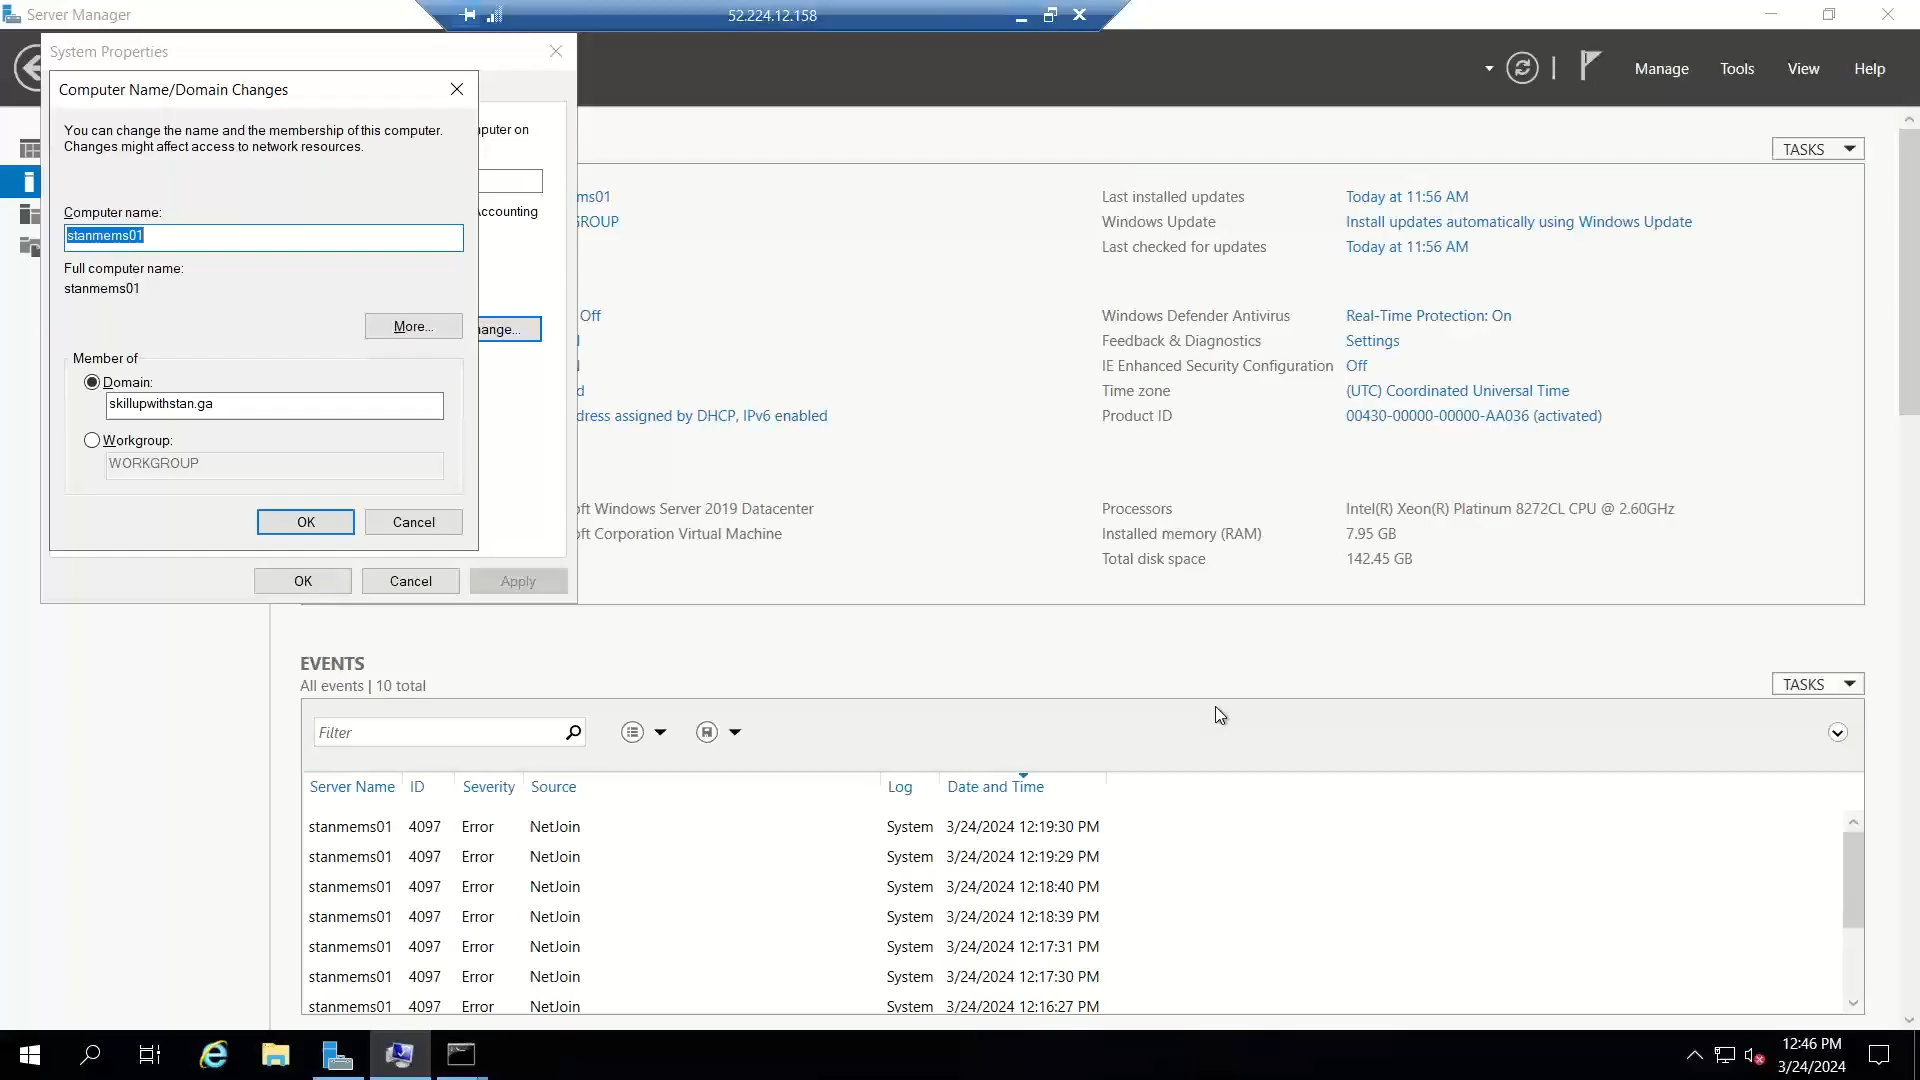 Server Manager
52.224.12.158
System Properties
Manage
Tools
View
Help
Computer Name/Domain Changes
You can change the name and the membership of this computer.
Changes might affect access to network resources.
Computer name:
stanmems01
Full computer name:
stanmems01
More...
Member of
Domain:
skillupwithstan.ga
Workgroup:
WORKGROUP
OK
Cancel
OK
Cancel
Apply
TASKS
Last installed updates
Today at 11:56 AM
Windows Update
Install updates automatically using Windows Update
Last checked for updates
Today at 11:56 AM
Off
Windows Defender Antivirus
Real-Time Protection: On
Feedback & Diagnostics
Settings
IE Enhanced Security Configuration
Off
Time zone
(UTC) Coordinated Universal Time
assigned by DHCP, IPv6 enabled
Product ID
00430-00000-00000-AA036 (activated)
Windows Server 2019 Datacenter
Processors
Intel(R) Xeon(R) Platinum 8272CL CPU @ 2.60GHz
Corporation Virtual Machine
Installed memory (RAM)
7.95 GB
Total disk space
142.45 GB
EVENTS
All events | 10 total
TASKS
Filter
Server Name ID Severity Source Log Date and Time
stanmems01 4097 Error NetJoin System 3/24/2024 12:19:30 PM
stanmems01 4097 Error NetJoin System 3/24/2024 12:19:29 PM
stanmems01 4097 Error NetJoin System 3/24/2024 12:18:40 PM
stanmems01 4097 Error NetJoin System 3/24/2024 12:18:39 PM
stanmems01 4097 Error NetJoin System 3/24/2024 12:17:31 PM
stanmems01 4097 Error NetJoin System 3/24/2024 12:17:30 PM
stanmems01 4097 Error NetJoin System 3/24/2024 12:16:27 PM
12:46 PM
3/24/2024